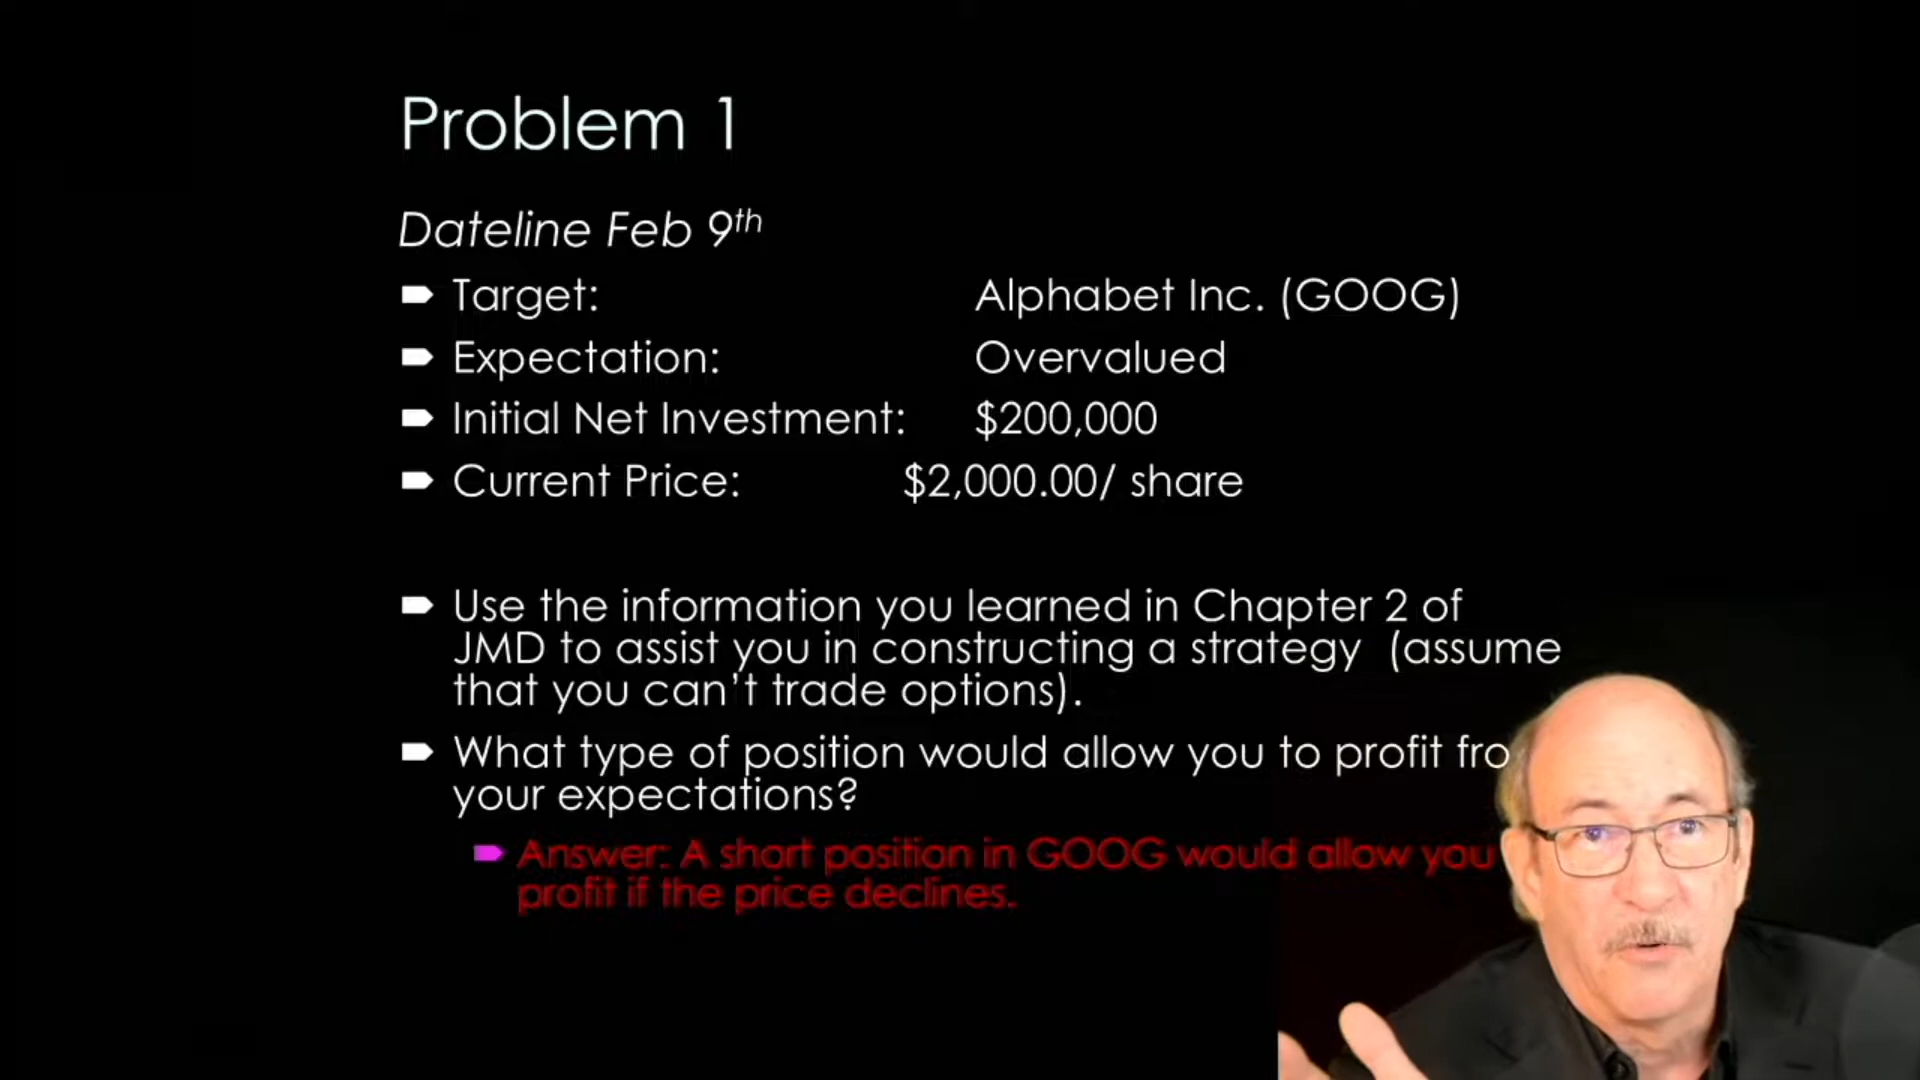 Problem 1
Dateline Feb 9th
Target: Alphabet Inc. (GOOG)
Expectation: Overvalued
Initial Net Investment: $200,000
Current Price: $2,000.00/ share
Use the information you learned in Chapter 2 of
JMD to assist you in constructing a strategy (assume
that you can't trade options).
What type of position would allow you to profit fro
your expectations?
Answer: A short position in GOOG would allow you
profit if the price declines.